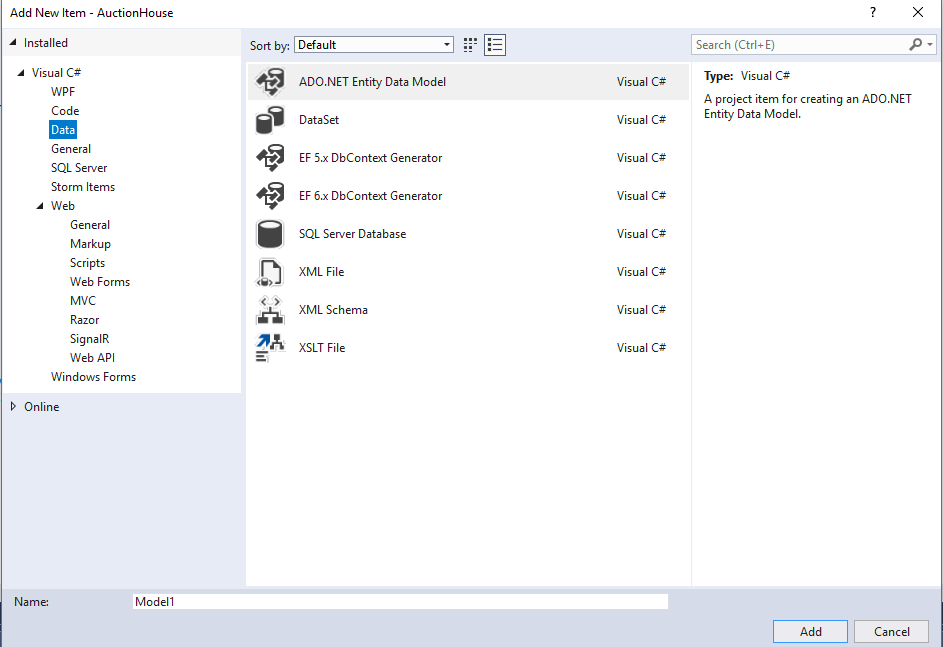 Add New Item - AuctionHouse
?
Installed
Sort by: Default
Search (Ctrl+E)
Visual C#
WPF
Code
Data
General
SQL Server
Storm Items
Web
General
Markup
Scripts
Web Forms
MVC
Razor
SignalR
Web API
Windows Forms
Online
ADO.NET Entity Data Model Visual C#
DataSet Visual C#
EF 5.x DbContext Generator Visual C#
EF 6.x DbContext Generator Visual C#
SQL Server Database Visual C#
XML File Visual C#
XML Schema Visual C#
XSLT File Visual C#
Type: Visual C#
A project item for creating an ADO.NET
Entity Data Model.
Name: Model1
Add Cancel